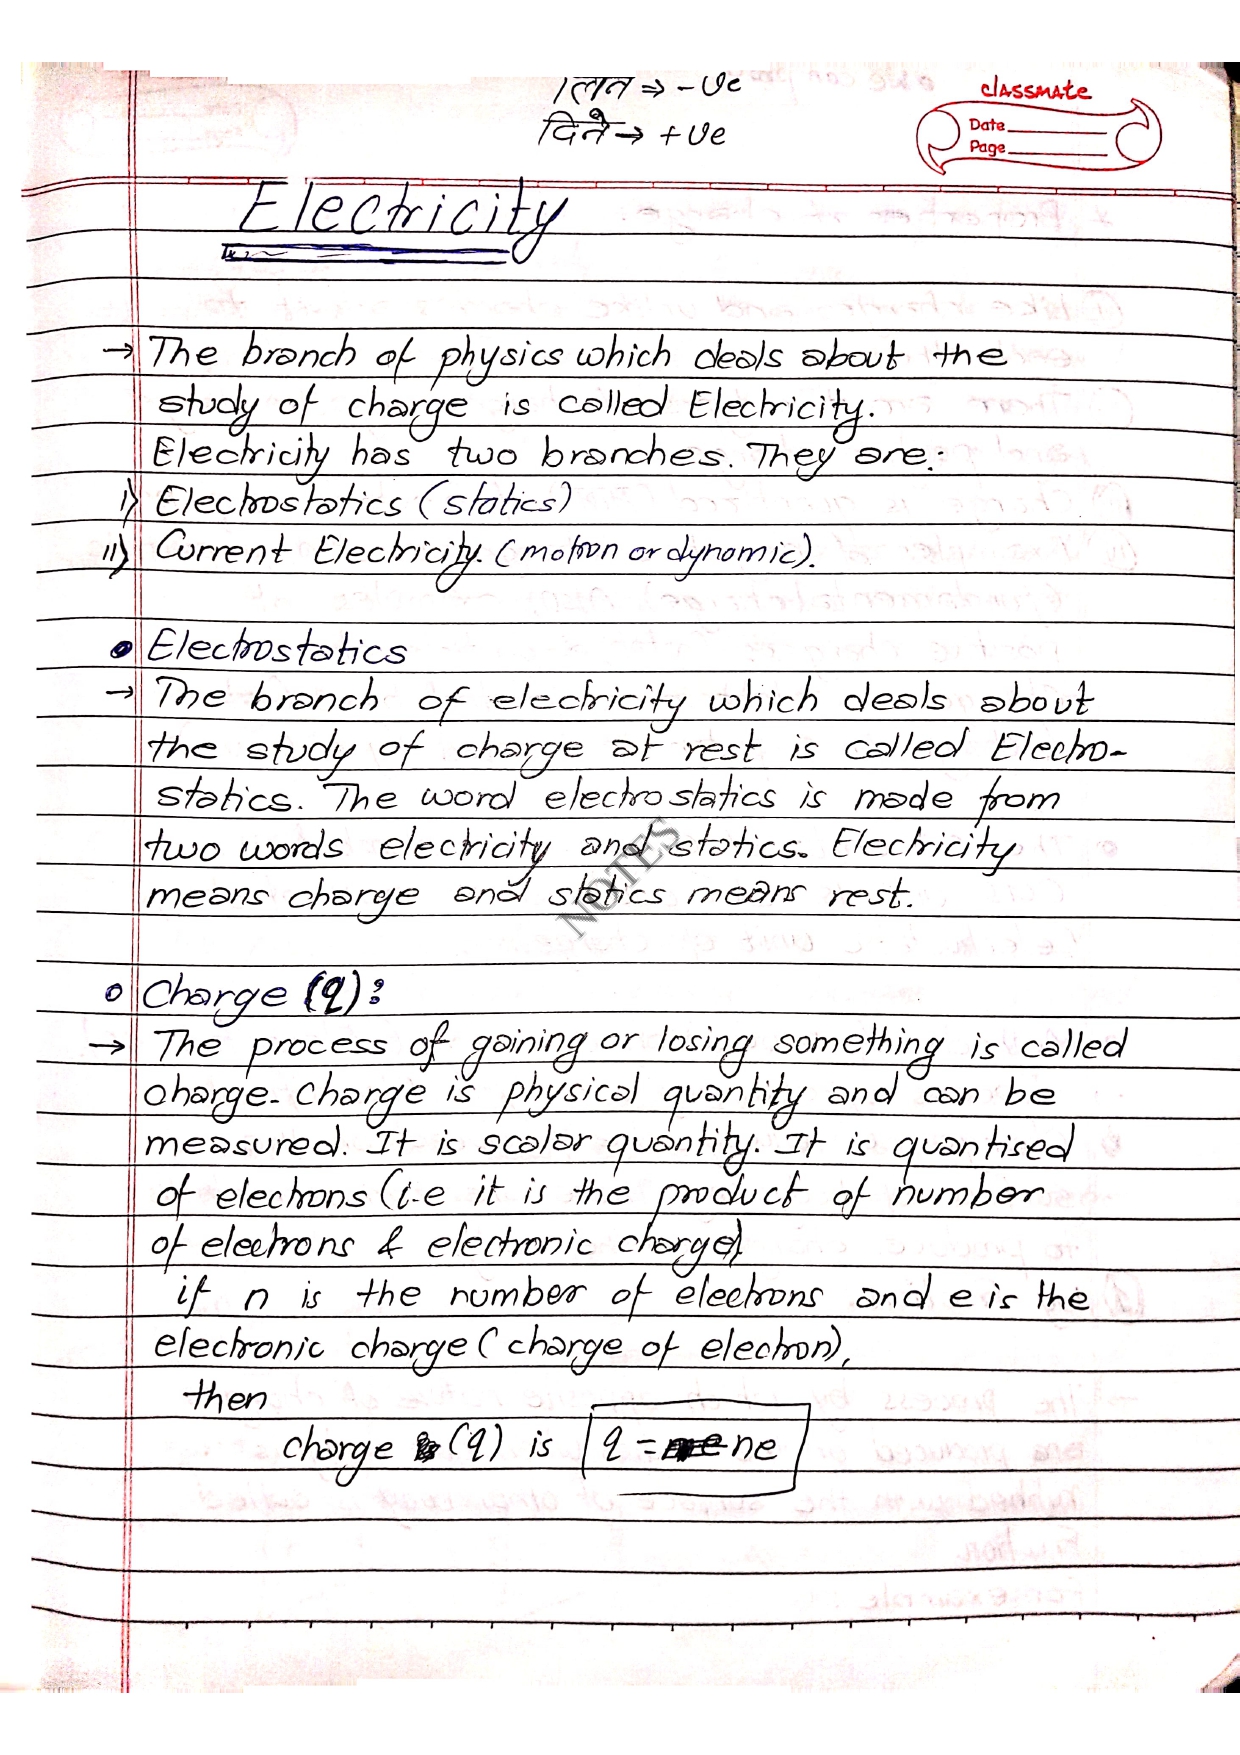 लिने ⇒ -ve
दिने → +ve
classmate
Date
Page
Electricity
→ The branch of physics which deals about the
study of charge is called Electricity.
Electricity has two branches. They are:
i) Electrostatics (statics)
ii) Current Electricity. (motion or dynamic).
• Electrostatics
→ The branch of electricity which deals about
the study of charge at rest is called Electro-
statics. The word electrostatics is made from
two words electricity and statics. Electricity
means charge and statics means rest.
NOTES
• Charge (q):
→ The process of gaining or losing something is called
charge. Charge is physical quantity and can be
measured. It is scalar quantity. It is quantised
of electrons (i.e it is the product of number
of electrons & electronic charge)
if n is the number of electrons and e is the
electronic charge (charge of electron),
then
charge (q) is q = ne